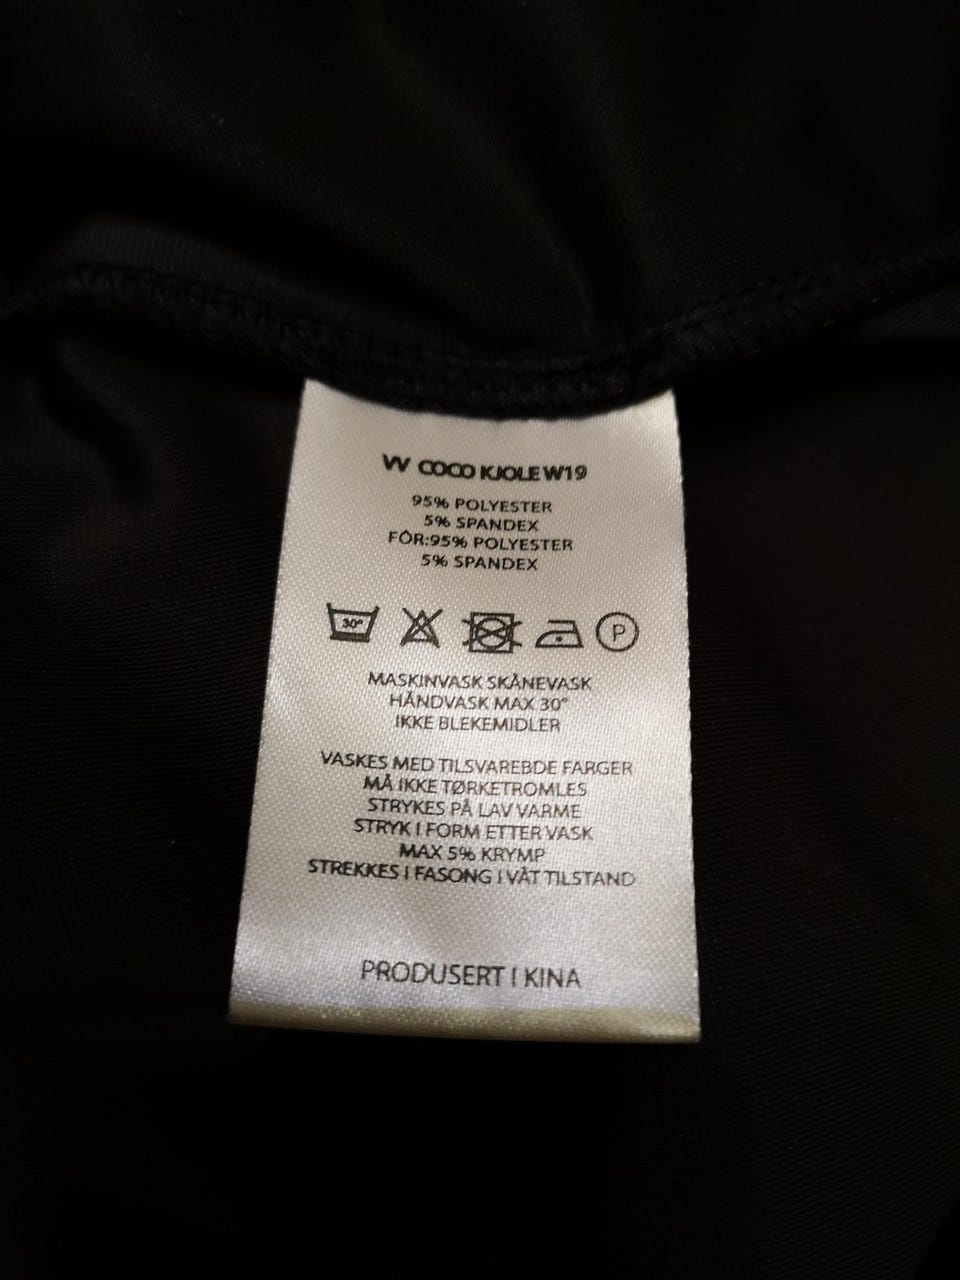 VV COCO KJOLE W19
95% POLYESTER
5% SPANDEX
FÔR:95% POLYESTER
5% SPANDEX
30° P
MASKINVASK SKÅNEVASK
HÅNDVASK MAX 30°
IKKE BLEKEMIDLER
VASKES MED TILSVAREBDE FARGER
MÅ IKKE TØRKETROMLES
STRYKES PÅ LAV VARME
STRYK I FORM ETTER VASK
MAX 5% KRYMP
STREKKES I FASONG I VÅT TILSTAND
PRODUSERT I KINA